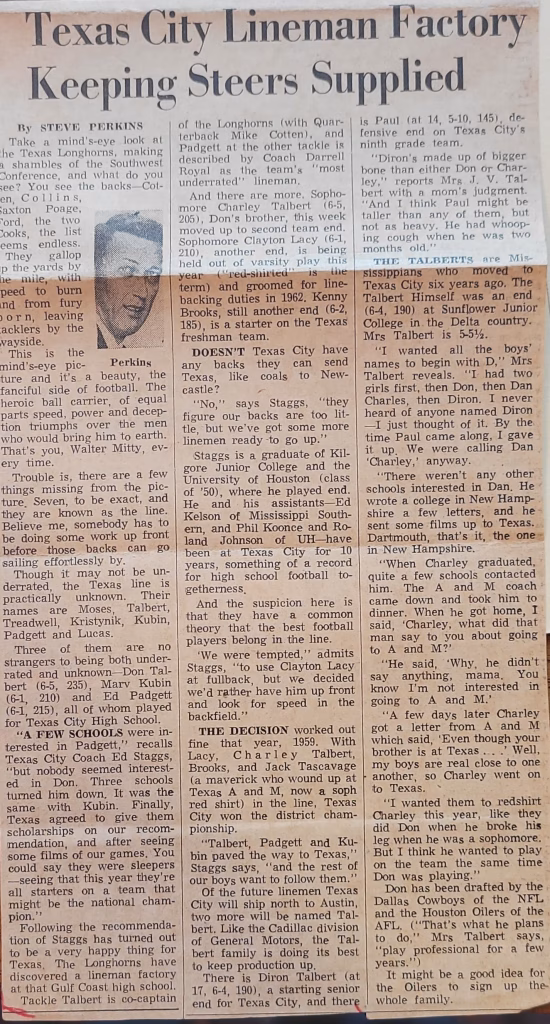 Texas City Lineman Factory
Keeping Steers Supplied
By STEVE PERKINS
Take a mind's-eye look at
the Texas Longhorns, making
a shambles of the Southwest
Conference, and what do you
see? You see the backs—Cot-
en, Collins,
Saxton Poage,
Ford, the two
Cooks, the list
eems endless.
They gallop
up the yards by
the mile, with
peed to burn
and from fury
born, leaving
acklers by the
wayside.
This is the
mind's-eye pic-
Perkins
ture and it's a beauty, the
fanciful side of football. The
heroic ball carrier, of equal
parts speed, power and decep-
tion triumphs over the men
who would bring him to earth.
That's you, Walter Mitty, ev-
ery time.
Trouble is, there are a few
things missing from the pic-
ture. Seven, to be exact, and
they are known as the line.
Believe me, somebody has to
be doing some work up front
before those backs can go
sailing effortlessly by.
Though it may not be un-
derrated, the Texas line is
practically unknown. Their
names are Moses, Talbert,
Treadwell, Kristynik, Kubin,
Padgett and Lucas.
Three of them are no
strangers to being both under-
rated and unknown—Don Tal-
bert (6-5, 235), Marv Kubin
(6-1, 210) and Ed Padgett
(6-1, 215), all of whom played
for Texas City High School.
"A FEW SCHOOLS were in-
terested in Padgett," recalls
Texas City Coach Ed Staggs,
"but nobody seemed interest-
ed in Don. Three schools
turned him down. It was the
same with Kubin. Finally,
Texas agreed to give them
scholarships on our recom-
mendation, and after seeing
some films of our games. You
could say they were sleepers
—seeing that this year they're
all starters on a team that
might be the national cham-
pion."
Following the recommenda-
tion of Staggs has turned out
to be a very happy thing for
Texas. The Longhorns have
discovered a lineman factory
at that Gulf Coast high school.
Tackle Talbert is co-captain
of the Longhorns (with Quar-
terback Mike Cotten), and
Padgett at the other tackle is
described by Coach Darrell
Royal as the team's "most
underrated" lineman.
And there are more. Sopho-
more Charley Talbert (6-5,
205), Don's brother, this week
moved up to second team end.
Sophomore Clayton Lacy (6-1,
210), another end, is being
held out of varsity play this
year ("red-shirted" is the
term) and groomed for line-
backing duties in 1962. Kenny
Brooks, still another end (6-2,
185), is a starter on the Texas
freshman team.
DOESN'T Texas City have
any backs they can send
Texas, like coals to New-
castle?
"No," says Staggs, "they
figure our backs are too lit-
tle, but we've got some more
linemen ready to go up."
Staggs is a graduate of Kil-
gore Junior College and the
University of Houston (class
of '50), where he played end.
He and his assistants—Ed
Kelson of Mississippi South-
ern, and Phil Koonce and Ro-
land Johnson of UH—have
been at Texas City for 10
years, something of a record
for high school football to-
getherness.
And the suspicion here is
that they have a common
theory that the best football
players belong in the line.
'We were tempted," admits
Staggs, "to use Clayton Lacy
at fullback, but we decided
we'd rather have him up front
and look for speed in the
backfield."
THE DECISION worked out
fine that year, 1959. With
Lacy, Charley Talbert,
Brooks, and Jack Tascavage
(a maverick who wound up at
Texas A and M, now a soph
red shirt) in the line, Texas
City won the district cham-
pionship.
"Talbert, Padgett and Ku-
bin paved the way to Texas,"
Staggs says, "and the rest of
our boys want to follow them."
Of the future linemen Texas
City will ship north to Austin,
two more will be named Tal-
bert. Like the Cadillac division
of General Motors, the Tal-
bert family is doing its best
to keep production up.
There is Diron Talbert (at
17, 6-4, 190), a starting senior
end for Texas City, and there
is Paul (at 14, 5-10, 145), de-
fensive end on Texas City's
ninth grade team.
"Diron's made up of bigger
bone than either Don or Char-
ley," reports Mrs J. V. Tal-
bert with a mom's judgment.
"And I think Paul might be
taller than any of them, but
not as heavy. He had whoop-
ing cough when he was two
months old."
THE TALBERTS are Mis-
sissippians who moved to
Texas City six years ago. The
Talbert Himself was an end
(6-4, 190) at Sunflower Junior
College in the Delta country.
Mrs Talbert is 5-5½.
"I wanted all the boys'
names to begin with D," Mrs
Talbert reveals. "I had two
girls first, then Don, then Dan
Charles, then Diron. I never
heard of anyone named Diron
—I just thought of it. By the
time Paul came along, I gave
it up. We were calling Dan
'Charley,' anyway.
"There weren't any other
schools interested in Dan. He
wrote a college in New Hamp-
shire a few letters, and he
sent some films up to Texas.
Dartmouth, that's it, the one
in New Hampshire.
"When Charley graduated,
quite a few schools contacted
him. The A and M coach
came down and took him to
dinner. When he got home, I
said, 'Charley, what did that
man say to you about going
to A and M?'
"He said, 'Why, he didn't
say anything, mama. You
know I'm not interested in
going to A and M.'
"A few days later Charley
got a letter from A and M
which said, 'Even though your
brother is at Texas . . .' Well,
my boys are real close to one
another, so Charley went on
to Texas.
"I wanted them to redshirt
Charley this year, like they
did Don when he broke his
leg when he was a sophomore.
But I think he wanted to play
on the team the same time
Don was playing."
Don has been drafted by the
Dallas Cowboys of the NFL
and the Houston Oilers of the
AFL. ("That's what he plans
to do," Mrs Talbert says,
"play professional for a few
years.")
It might be a good idea for
the Oilers to sign up the
whole family.